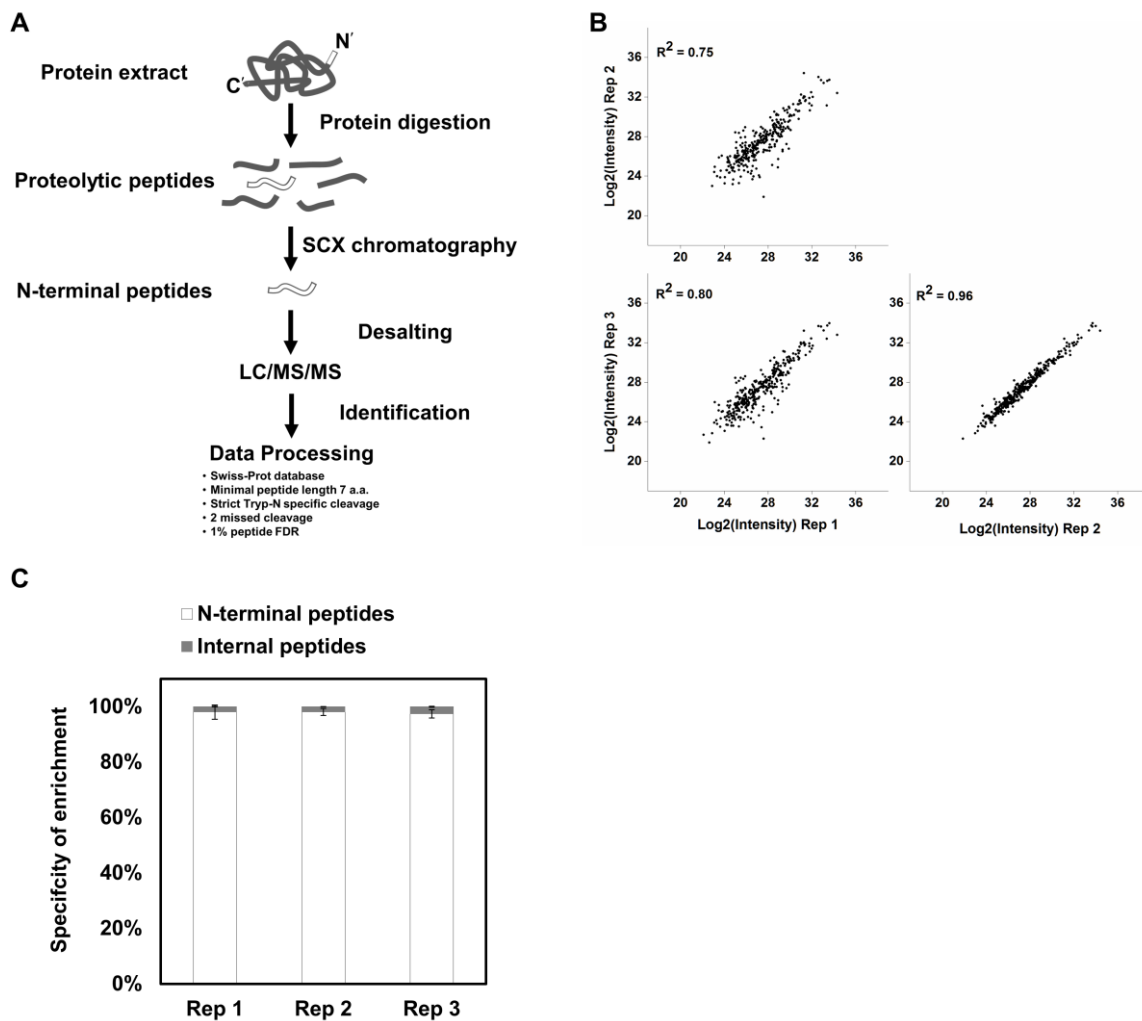 A
N′
Protein extract
C′
Protein digestion
Proteolytic peptides
SCX chromatography
N-terminal peptides
Desalting
LC/MS/MS
Identification
Data Processing
• Swiss-Prot database
• Minimal peptide length 7 a.a.
• Strict Tryp-N specific cleavage
• 2 missed cleavage
• 1% peptide FDR
B
R2 = 0.75
Log2(Intensity) Rep 2
36
32
28
24
20
20 24 28 32 36
R2 = 0.80
Log2(Intensity) Rep 3
36
32
28
24
20
20 24 28 32 36
Log2(Intensity) Rep 1
R2 = 0.96
36
32
28
24
20
20 24 28 32 36
Log2(Intensity) Rep 2
C
N-terminal peptides
Internal peptides
Specifcity of enrichment
100%
80%
60%
40%
20%
0%
Rep 1 Rep 2 Rep 3